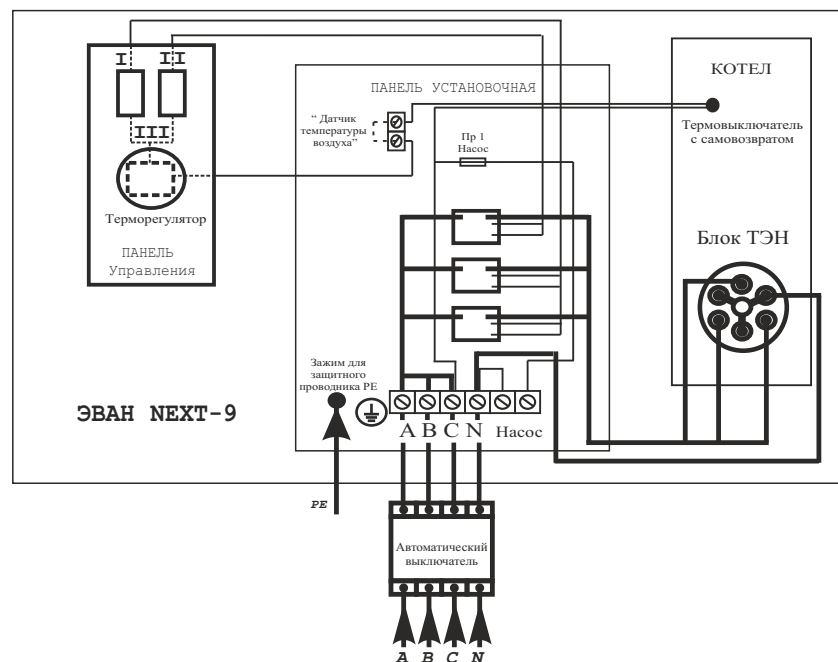 I II
III
Терморегулятор
ПАНЕЛЬ
Управления
ПАНЕЛЬ УСТАНОВОЧНАЯ
“ Датчик
температуры
воздуха”
Пр 1
Насос
КОТЕЛ
Термовыключатель
с самовозвратом
Блок ТЭН
Зажим для
защитного
проводника PE
ЭВАН NEXT-9
A B C N Насос
PE
Автоматический
выключатель
A B C N